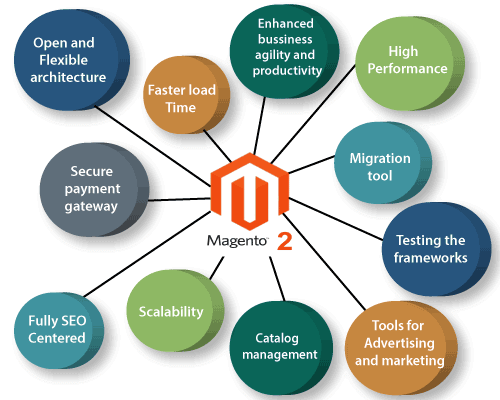 Open and
Flexible
architecture
Faster load
Time
Enhanced
bussiness
agility and
productivity
High
Performance
Secure
payment
gateway
Migration
tool
Magento 2
Testing the
frameworks
Fully SEO
Centered
Scalability
Catalog
management
Tools for
Advertising
and marketing